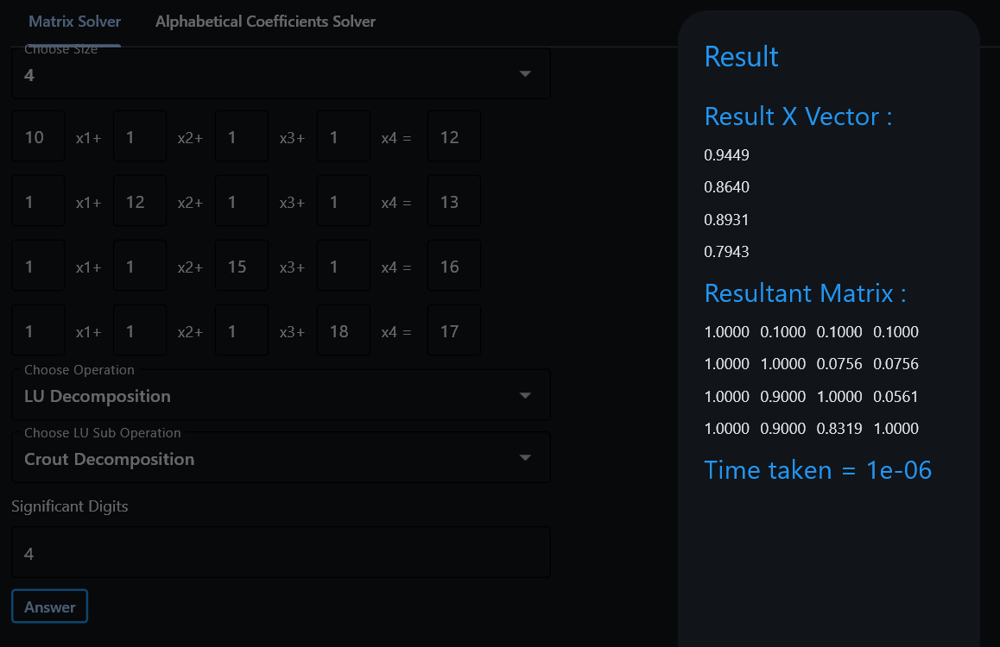 Matrix Solver Alphabetical Coefficients Solver
Choose Size
4
10 x1+ 1 x2+ 1 x3+ 1 x4 = 12
1 x1+ 12 x2+ 1 x3+ 1 x4 = 13
1 x1+ 1 x2+ 15 x3+ 1 x4 = 16
1 x1+ 1 x2+ 1 x3+ 18 x4 = 17
Choose Operation
LU Decomposition
Choose LU Sub Operation
Crout Decomposition
Significant Digits
4
Answer
Result
Result X Vector :
0.9449
0.8640
0.8931
0.7943
Resultant Matrix :
1.0000 0.1000 0.1000 0.1000
1.0000 1.0000 0.0756 0.0756
1.0000 0.9000 1.0000 0.0561
1.0000 0.9000 0.8319 1.0000
Time taken = 1e-06